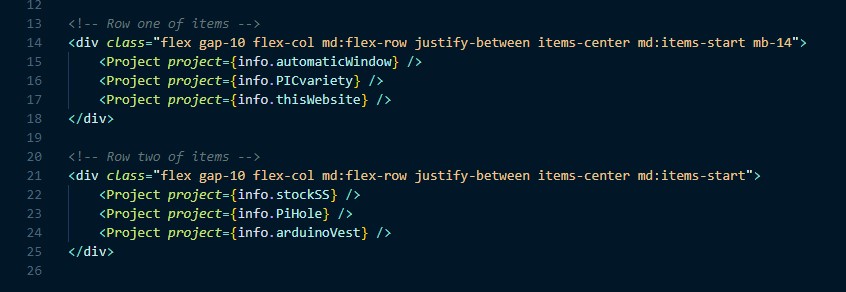 12
13 <!-- Row one of items -->
14 <div class="flex gap-10 flex-col md:flex-row justify-between items-center md:items-start mb-14">
15     <Project project={info.automaticWindow} />
16     <Project project={info.PICvariety} />
17     <Project project={info.thisWebsite} />
18 </div>
19
20 <!-- Row two of items -->
21 <div class="flex gap-10 flex-col md:flex-row justify-between items-center md:items-start">
22     <Project project={info.stockSS} />
23     <Project project={info.PiHole} />
24     <Project project={info.arduinoVest} />
25 </div>
26